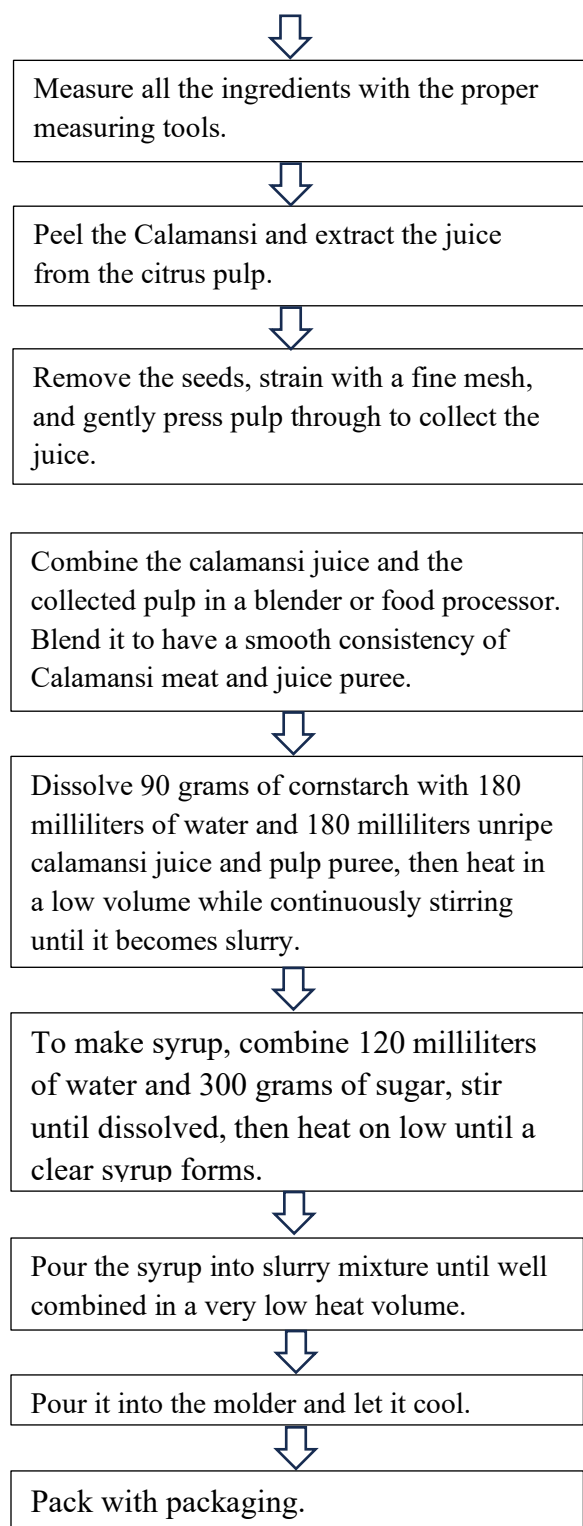 Measure all the ingredients with the proper
measuring tools.
Peel the Calamansi and extract the juice
from the citrus pulp.
Remove the seeds, strain with a fine mesh,
and gently press pulp through to collect the
juice.
Combine the calamansi juice and the
collected pulp in a blender or food processor.
Blend it to have a smooth consistency of
Calamansi meat and juice puree.
Dissolve 90 grams of cornstarch with 180
milliliters of water and 180 milliliters unripe
calamansi juice and pulp puree, then heat in
a low volume while continuously stirring
until it becomes slurry.
To make syrup, combine 120 milliliters
of water and 300 grams of sugar, stir
until dissolved, then heat on low until a
clear syrup forms.
Pour the syrup into slurry mixture until well
combined in a very low heat volume.
Pour it into the molder and let it cool.
Pack with packaging.